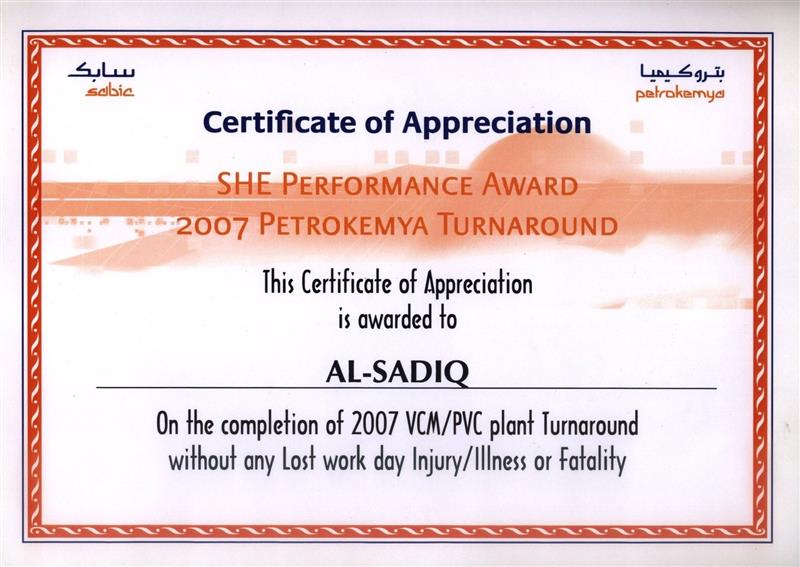 سابك
sabic
بتروكيميا
petrokemya
Certificate of Appreciation
SHE PERFORMANCE AWARD
2007 PETROKEMYA TURNAROUND
This Certificate of Appreciation
is awarded to
AL-SADIQ
On the completion of 2007 VCM/PVC plant Turnaround
without any Lost work day Injury/Illness or Fatality